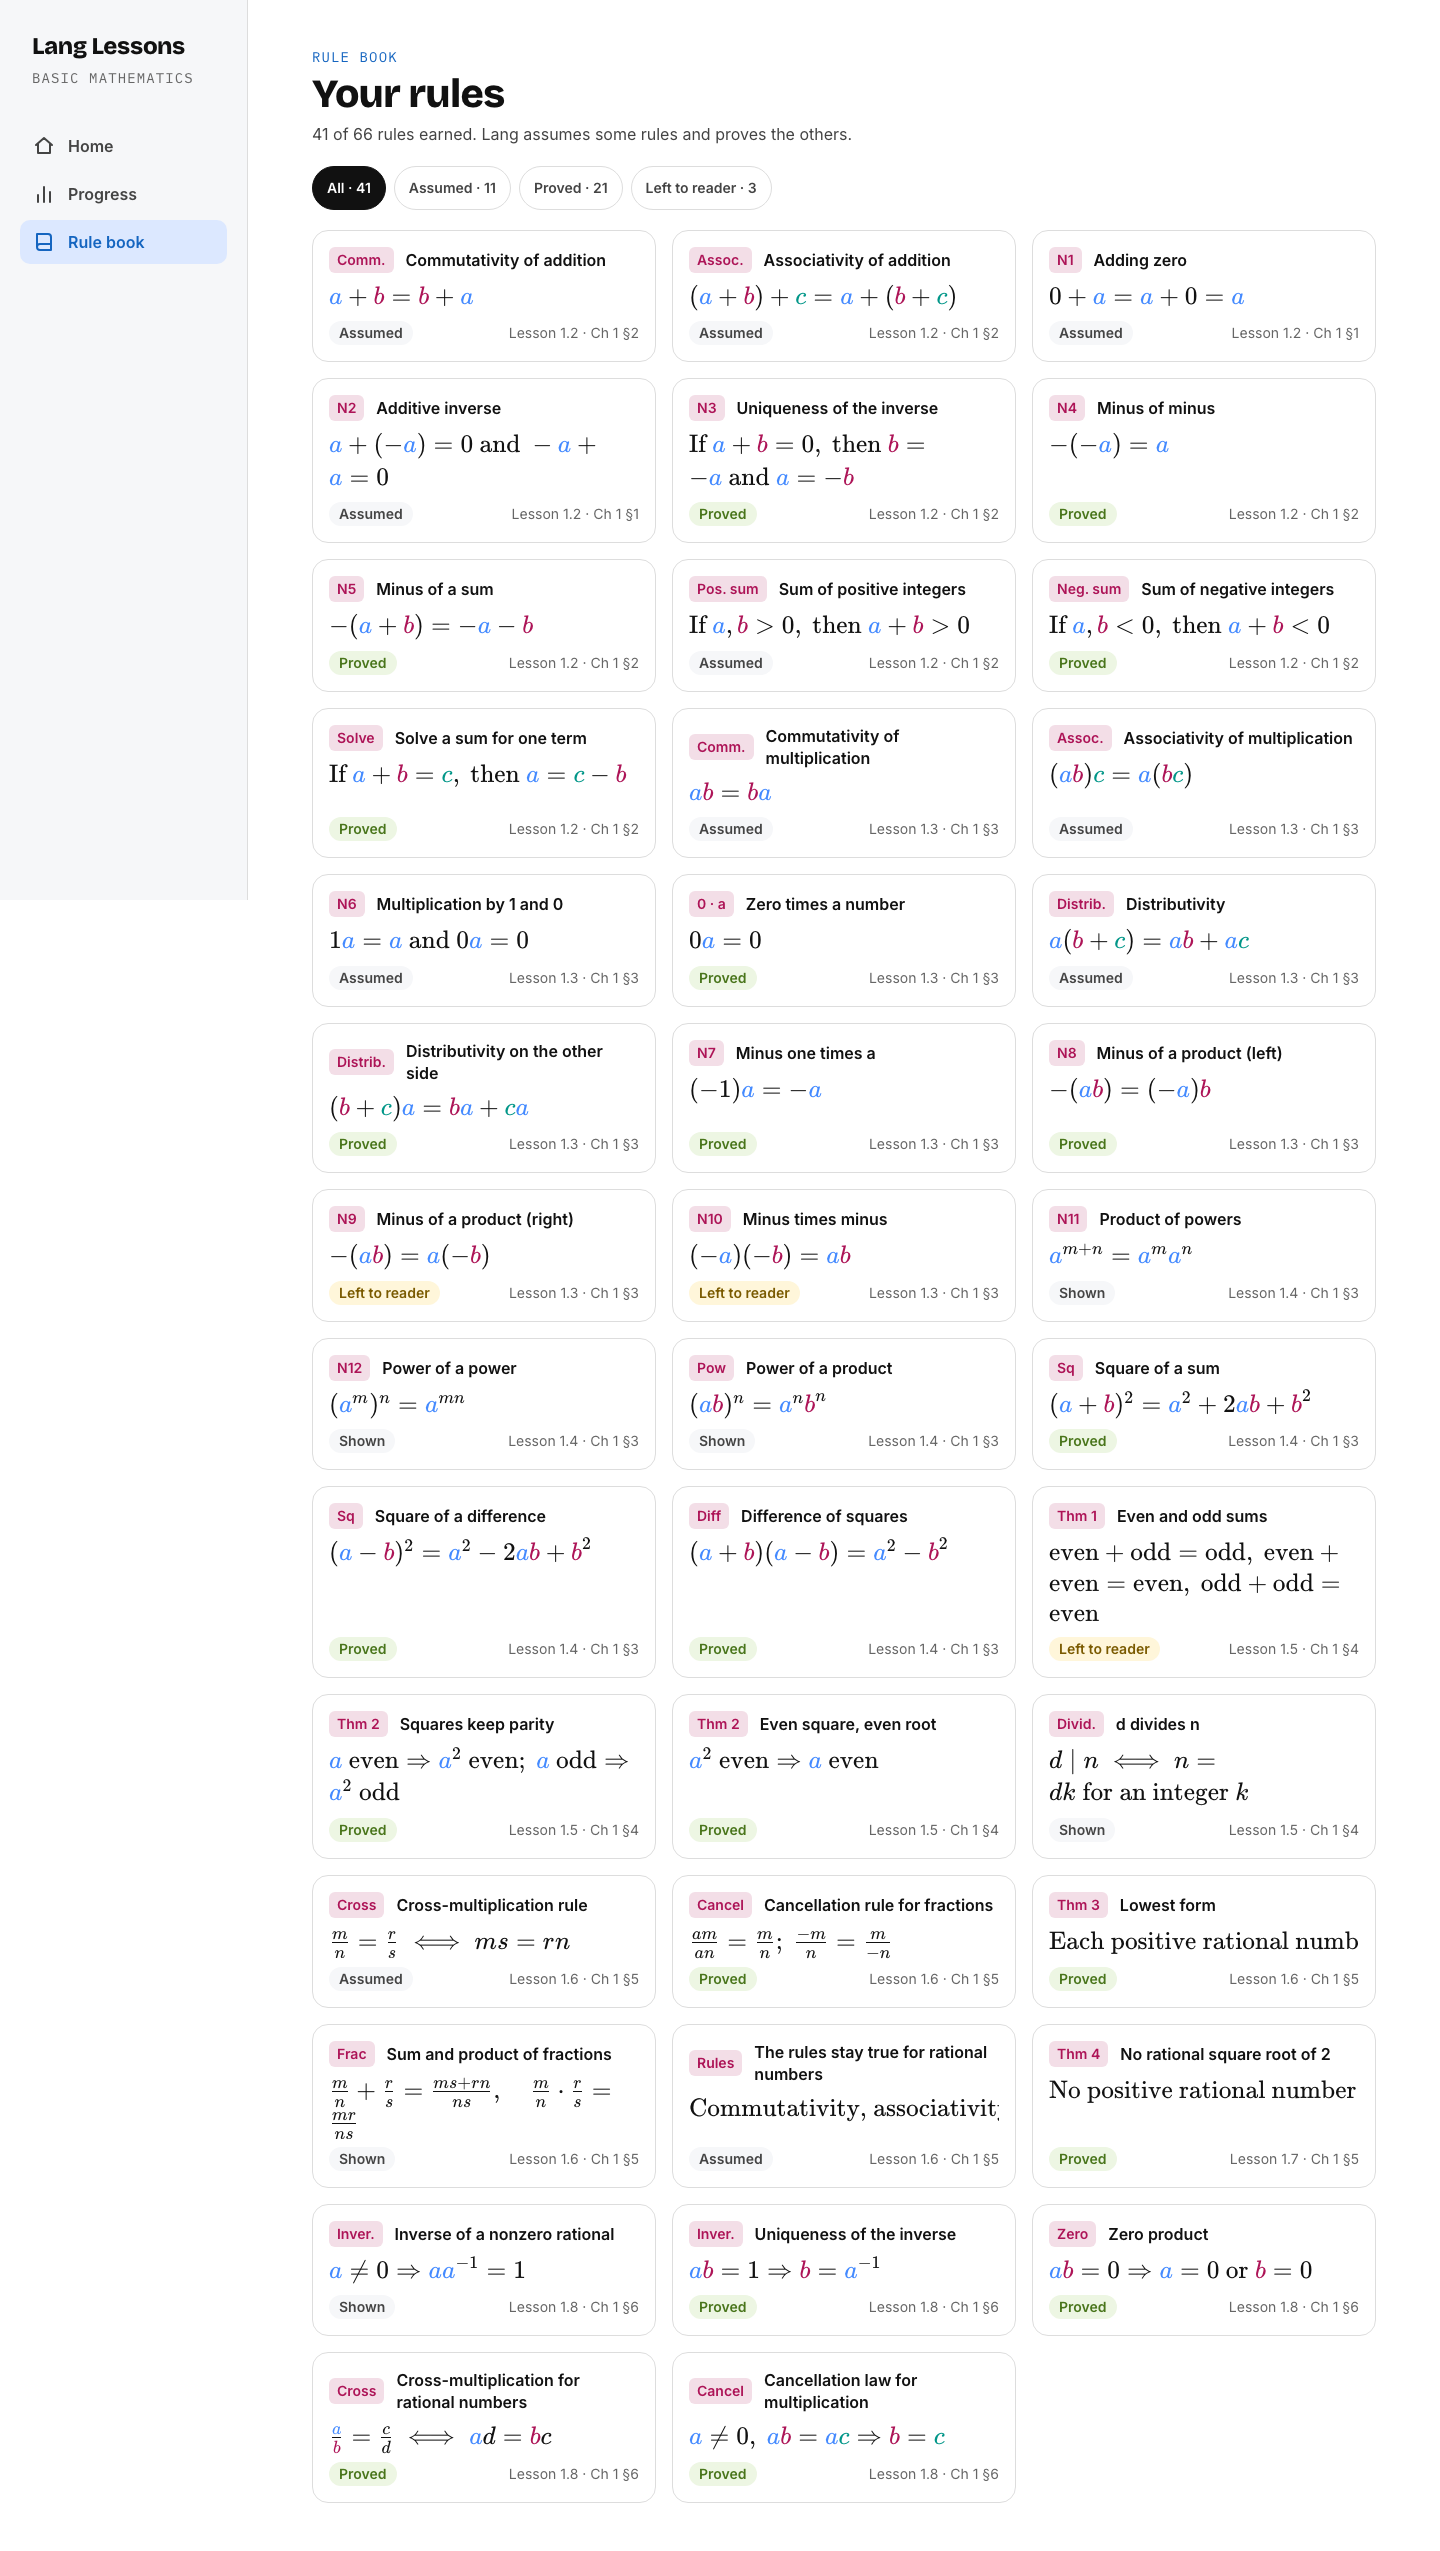 Lang Lessons
BASIC MATHEMATICS
Home
Progress
Rule book
RULE BOOK
Your rules
41 of 66 rules earned. Lang assumes some rules and proves the others.
All · 41
Assumed · 11
Proved · 21
Left to reader · 3
Comm. Commutativity of addition
a + b = b + a
Assumed Lesson 1.2 · Ch 1 §2
Assoc. Associativity of addition
(a + b) + c = a + (b + c)
Assumed Lesson 1.2 · Ch 1 §2
N1 Adding zero
0 + a = a + 0 = a
Assumed Lesson 1.2 · Ch 1 §1
N2 Additive inverse
a + (−a) = 0 and − a +
a = 0
Assumed Lesson 1.2 · Ch 1 §1
N3 Uniqueness of the inverse
If a + b = 0, then b =
−a and a = −b
Proved Lesson 1.2 · Ch 1 §2
N4 Minus of minus
−(−a) = a
Proved Lesson 1.2 · Ch 1 §2
N5 Minus of a sum
−(a + b) = −a − b
Proved Lesson 1.2 · Ch 1 §2
Pos. sum Sum of positive integers
If a, b > 0, then a + b > 0
Assumed Lesson 1.2 · Ch 1 §2
Neg. sum Sum of negative integers
If a, b < 0, then a + b < 0
Proved Lesson 1.2 · Ch 1 §2
Solve Solve a sum for one term
If a + b = c, then a = c − b
Proved Lesson 1.2 · Ch 1 §2
Comm. Commutativity of
multiplication
ab = ba
Assumed Lesson 1.3 · Ch 1 §3
Assoc. Associativity of multiplication
(ab)c = a(bc)
Assumed Lesson 1.3 · Ch 1 §3
N6 Multiplication by 1 and 0
1a = a and 0a = 0
Assumed Lesson 1.3 · Ch 1 §3
0 · a Zero times a number
0a = 0
Proved Lesson 1.3 · Ch 1 §3
Distrib. Distributivity
a(b + c) = ab + ac
Assumed Lesson 1.3 · Ch 1 §3
Distrib. Distributivity on the other
side
(b + c)a = ba + ca
Proved Lesson 1.3 · Ch 1 §3
N7 Minus one times a
(−1)a = −a
Proved Lesson 1.3 · Ch 1 §3
N8 Minus of a product (left)
−(ab) = (−a)b
Proved Lesson 1.3 · Ch 1 §3
N9 Minus of a product (right)
−(ab) = a(−b)
Left to reader Lesson 1.3 · Ch 1 §3
N10 Minus times minus
(−a)(−b) = ab
Left to reader Lesson 1.3 · Ch 1 §3
N11 Product of powers
a^{m+n} = a^m a^n
Shown Lesson 1.4 · Ch 1 §3
N12 Power of a power
(a^m)^n = a^{mn}
Shown Lesson 1.4 · Ch 1 §3
Pow Power of a product
(ab)^n = a^n b^n
Shown Lesson 1.4 · Ch 1 §3
Sq Square of a sum
(a + b)² = a² + 2ab + b²
Proved Lesson 1.4 · Ch 1 §3
Sq Square of a difference
(a − b)² = a² − 2ab + b²
Proved Lesson 1.4 · Ch 1 §3
Diff Difference of squares
(a + b)(a − b) = a² − b²
Proved Lesson 1.4 · Ch 1 §3
Thm 1 Even and odd sums
even + odd = odd, even +
even = even, odd + odd =
even
Left to reader Lesson 1.5 · Ch 1 §4
Thm 2 Squares keep parity
a even ⇒ a² even; a odd ⇒
a² odd
Proved Lesson 1.5 · Ch 1 §4
Thm 2 Even square, even root
a² even ⇒ a even
Proved Lesson 1.5 · Ch 1 §4
Divid. d divides n
d | n ⟺ n =
dk for an integer k
Shown Lesson 1.5 · Ch 1 §4
Cross Cross-multiplication rule
m/n = r/s ⟺ ms = rn
Assumed Lesson 1.6 · Ch 1 §5
Cancel Cancellation rule for fractions
am/an = m/n; −m/n = m/−n
Proved Lesson 1.6 · Ch 1 §5
Thm 3 Lowest form
Each positive rational numb
Proved Lesson 1.6 · Ch 1 §5
Frac Sum and product of fractions
m/n + r/s = ms+rn/ns, m/n · r/s =
mr/ns
Shown Lesson 1.6 · Ch 1 §5
Rules The rules stay true for rational
numbers
Commutativity, associativity
Assumed Lesson 1.6 · Ch 1 §5
Thm 4 No rational square root of 2
No positive rational number
Proved Lesson 1.7 · Ch 1 §5
Inver. Inverse of a nonzero rational
a ≠ 0 ⇒ aa⁻¹ = 1
Shown Lesson 1.8 · Ch 1 §6
Inver. Uniqueness of the inverse
ab = 1 ⇒ b = a⁻¹
Proved Lesson 1.8 · Ch 1 §6
Zero Zero product
ab = 0 ⇒ a = 0 or b = 0
Proved Lesson 1.8 · Ch 1 §6
Cross Cross-multiplication for
rational numbers
a/b = c/d ⟺ ad = bc
Proved Lesson 1.8 · Ch 1 §6
Cancel Cancellation law for
multiplication
a ≠ 0, ab = ac ⇒ b = c
Proved Lesson 1.8 · Ch 1 §6